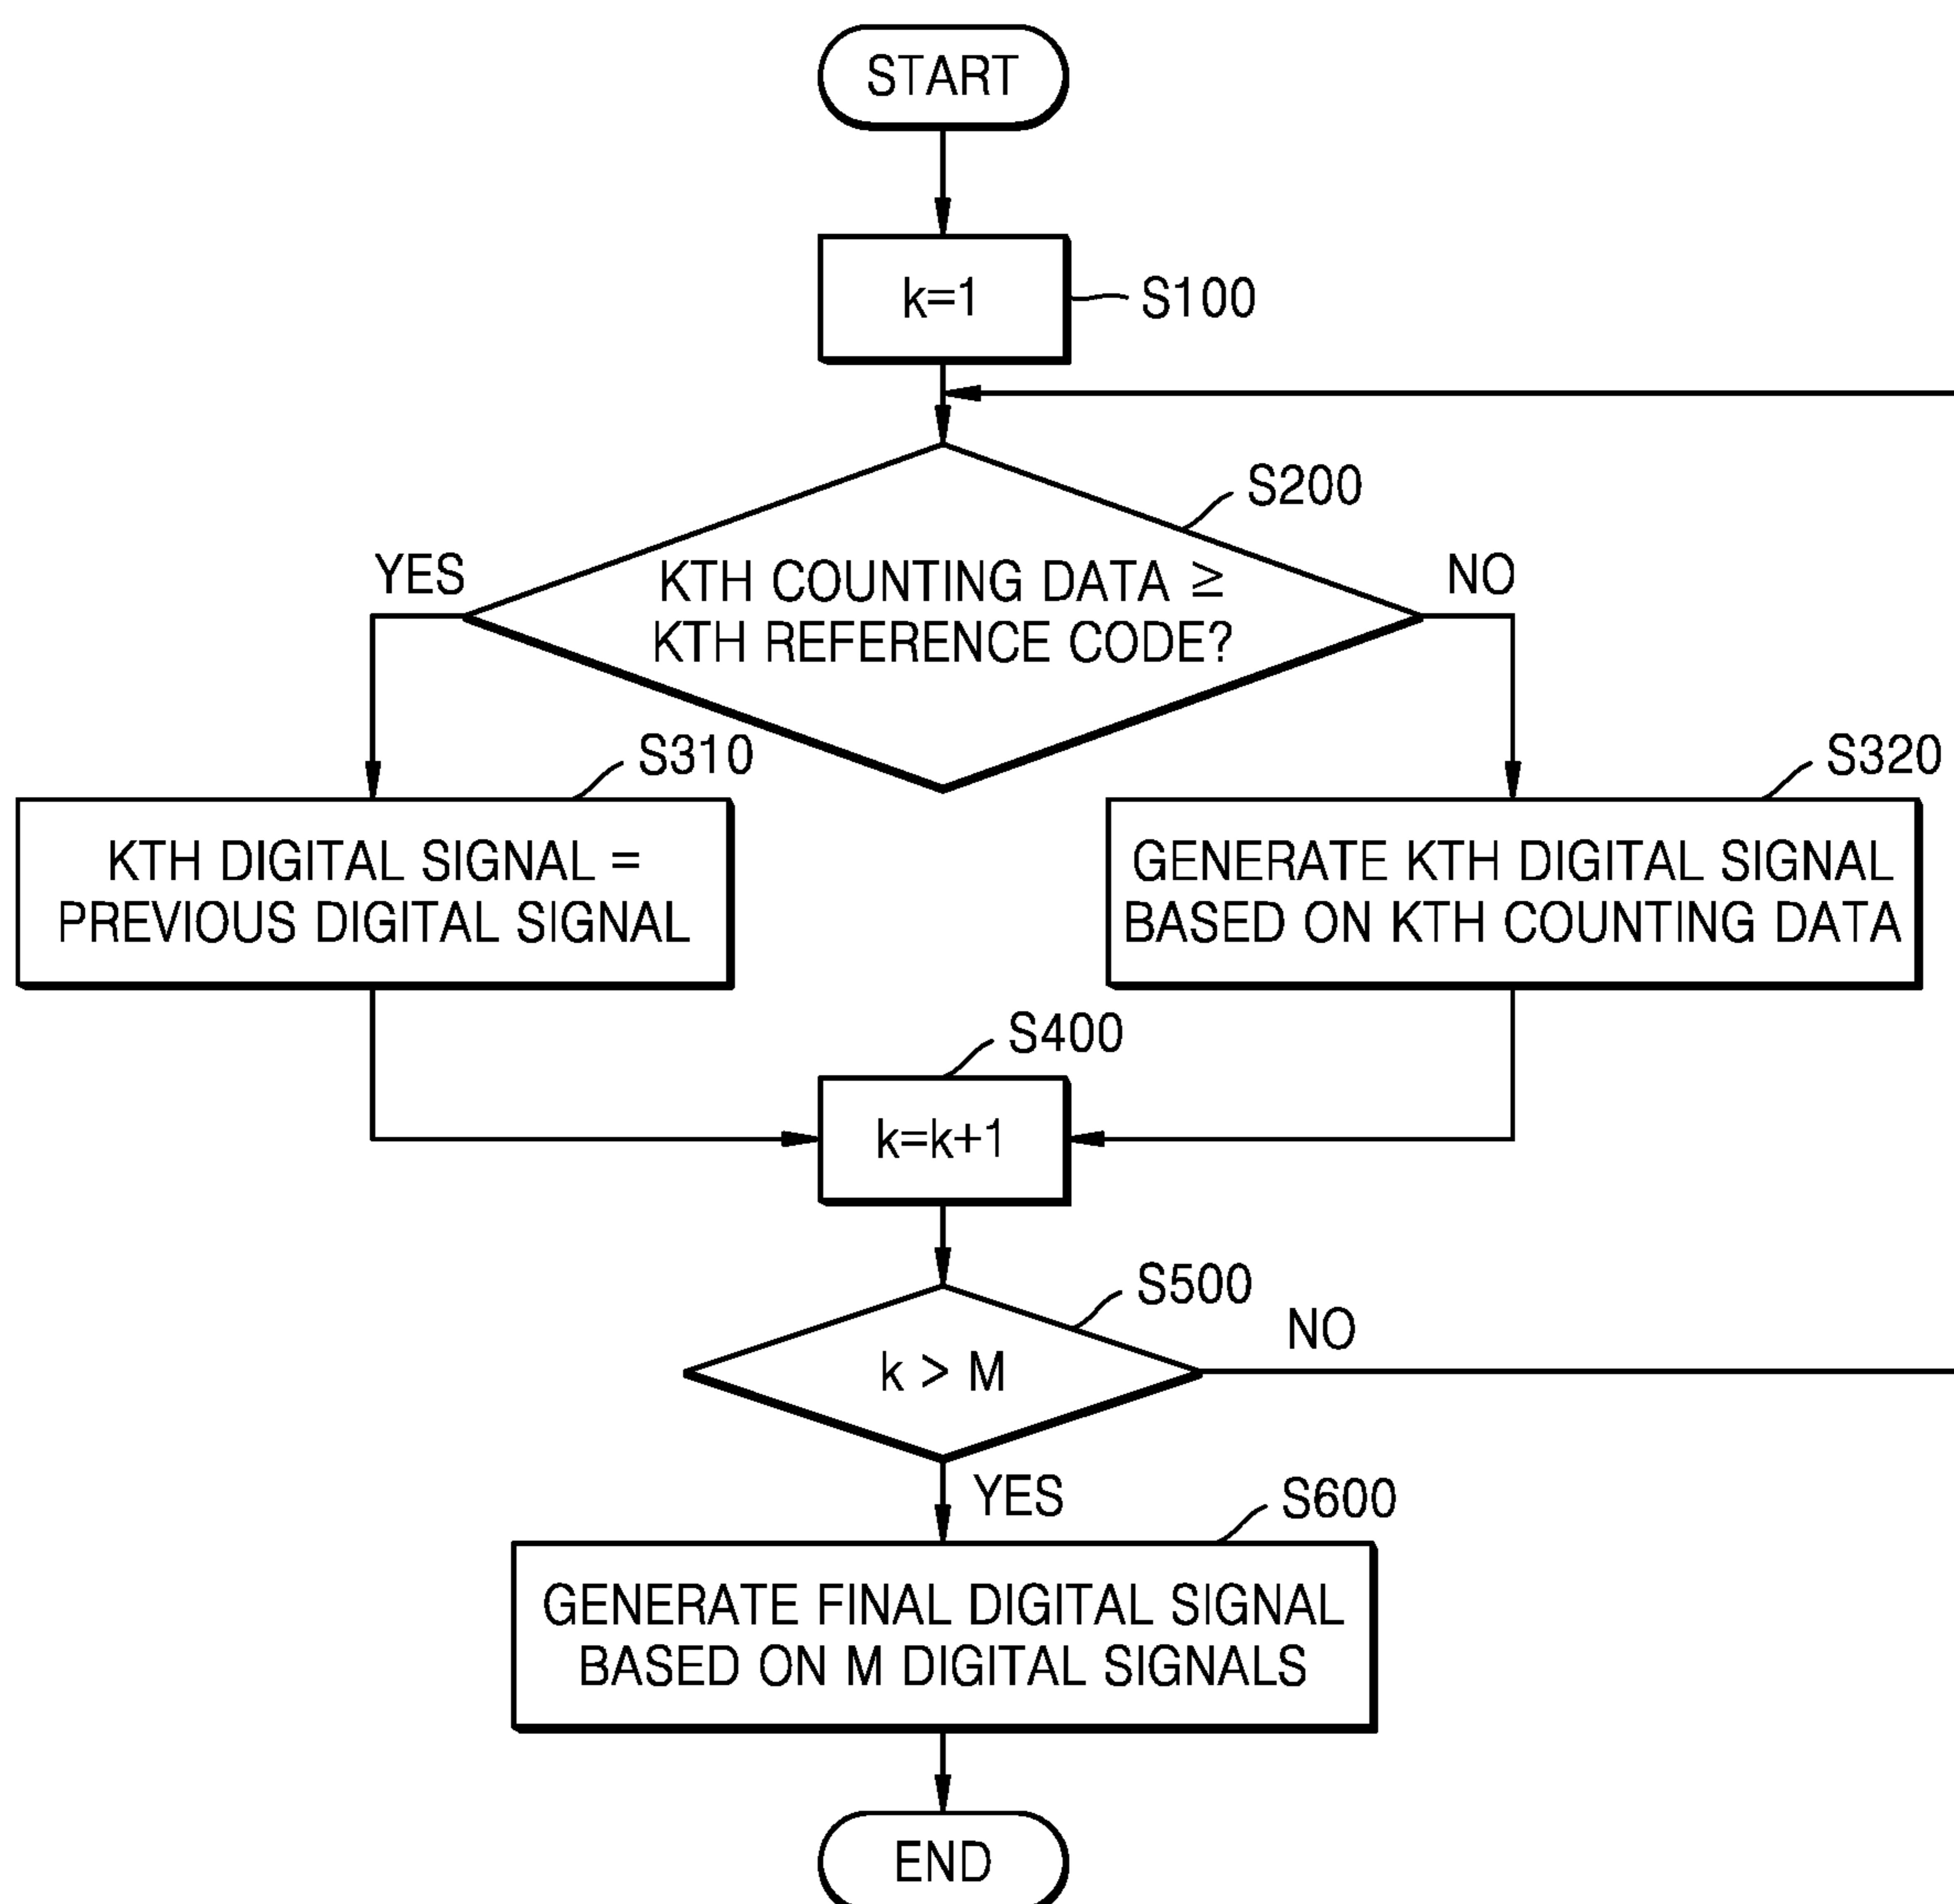 START
k=1
S100
S200
YES
NO
KTH COUNTING DATA ≥
KTH REFERENCE CODE?
S310
S320
KTH DIGITAL SIGNAL =
PREVIOUS DIGITAL SIGNAL
GENERATE KTH DIGITAL SIGNAL
BASED ON KTH COUNTING DATA
S400
k=k+1
S500
NO
k > M
YES
S600
GENERATE FINAL DIGITAL SIGNAL
BASED ON M DIGITAL SIGNALS
END